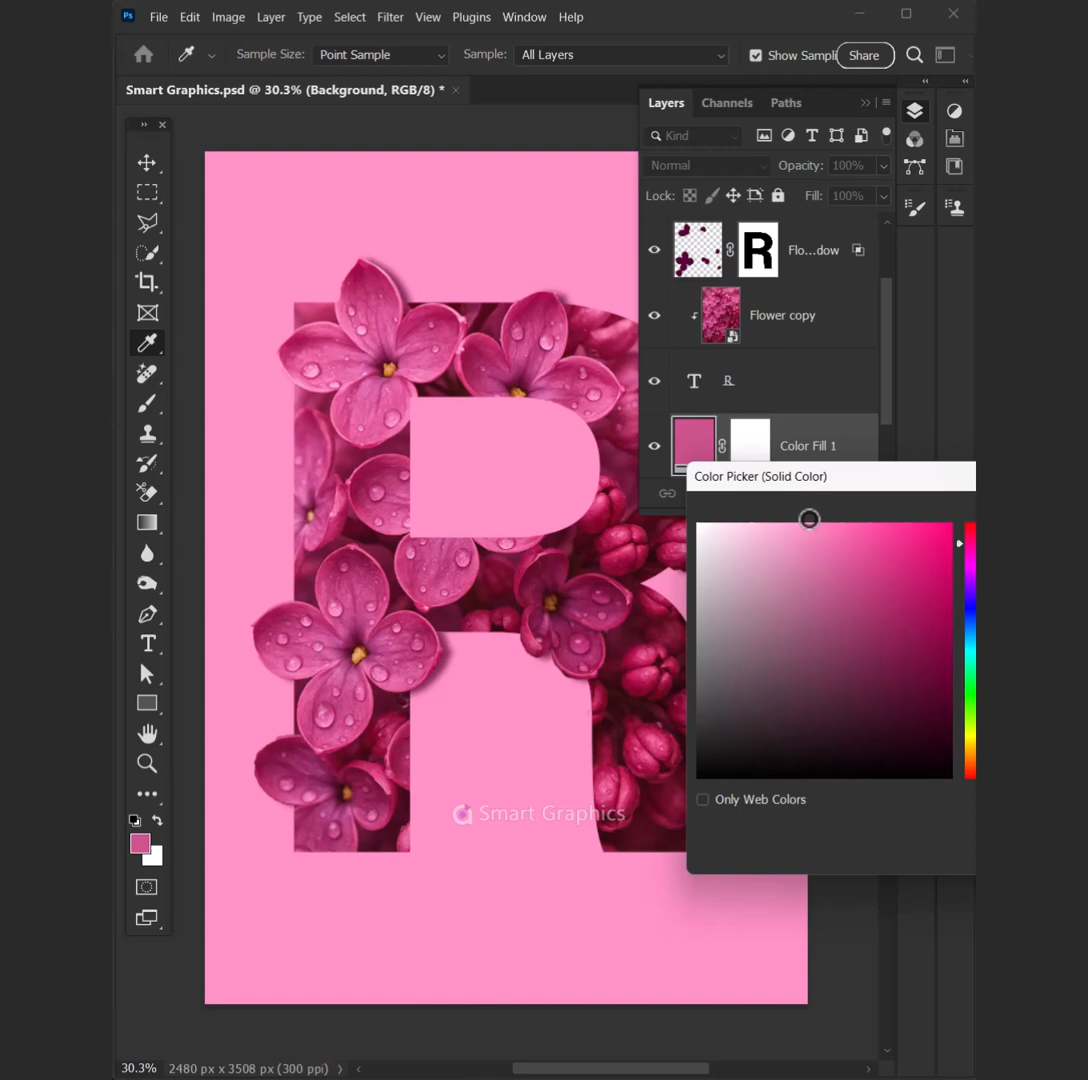 Ps File Edit Image Layer Type Select Filter View Plugins Window Help
Sample Size: Point Sample Sample: All Layers Show Sampli Share
Smart Graphics.psd @ 30.3% (Background, RGB/8) *
Layers Channels Paths
Kind
Normal Opacity: 100%
Lock: Fill: 100%
R Flo...dow
Flower copy
T R
Color Fill 1
Color Picker (Solid Color)
Only Web Colors
R
Smart Graphics
30.3% 2480 px x 3508 px (300 ppi)